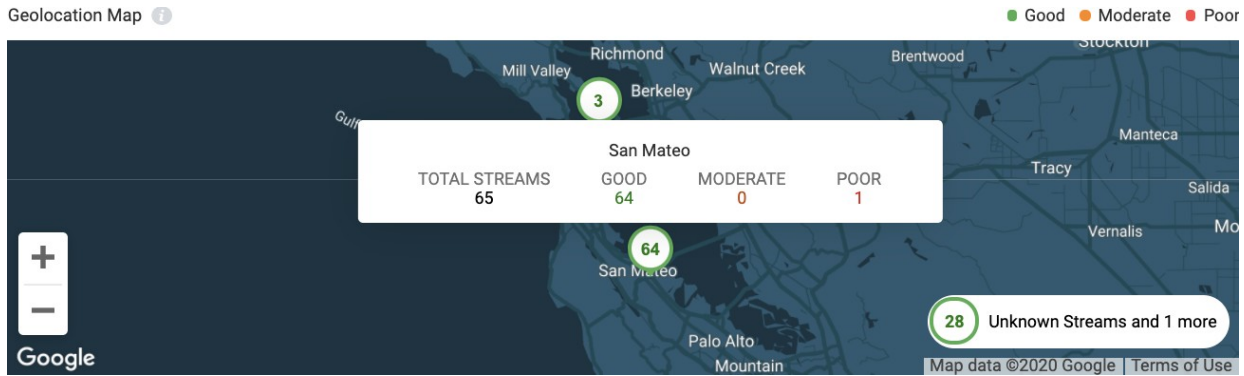 Geolocation Map i
Good Moderate Poor
Richmond
Stockton
Mill Valley
Walnut Creek
Brentwood
3
Berkeley
Gulf
Manteca
San Mateo
TOTAL STREAMS GOOD MODERATE POOR
65 64 0 1
Tracy
Salida
Vernalis
Mo
+
64
San Mateo
−
28 Unknown Streams and 1 more
Palo Alto
Google
Mountain
Map data ©2020 Google Terms of Use